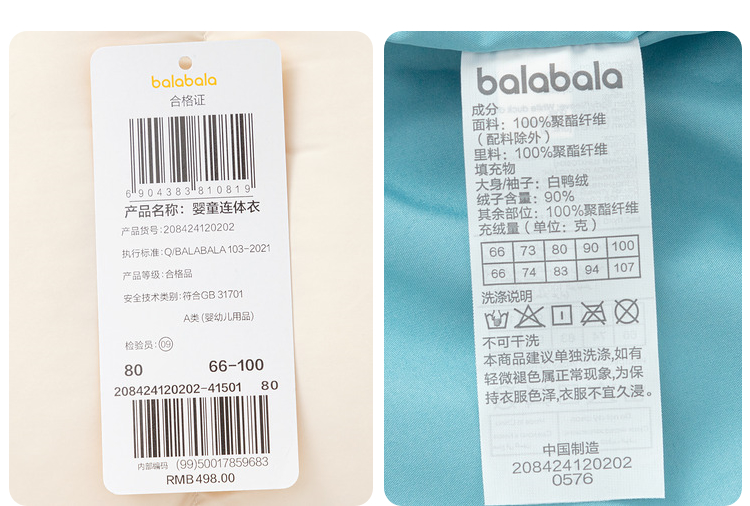 balabala
合格证
6 904383 810819
产品名称：婴童连体衣
产品货号：208424120202
执行标准：Q/BALABALA 103-2021
产品等级：合格品
安全技术类别：符合GB 31701
A类（婴幼儿用品）
检验员：09
80 66-100
208424120202-41501 80
内部编码 (99)50017859683
RMB498.00
balabala
成分
面料：100%聚酯纤维
（配料除外）
里料：100%聚酯纤维
填充物
大身/袖子：白鸭绒
绒子含量：90%
其余部位：100%聚酯纤维
充绒量（单位：克）
66 73 80 90 100
66 74 83 94 107
洗涤说明
不可干洗
本商品建议单独洗涤,如有
轻微褪色属正常现象,为保
持衣服色泽,衣服不宜久浸。
中国制造
208424120202
0576